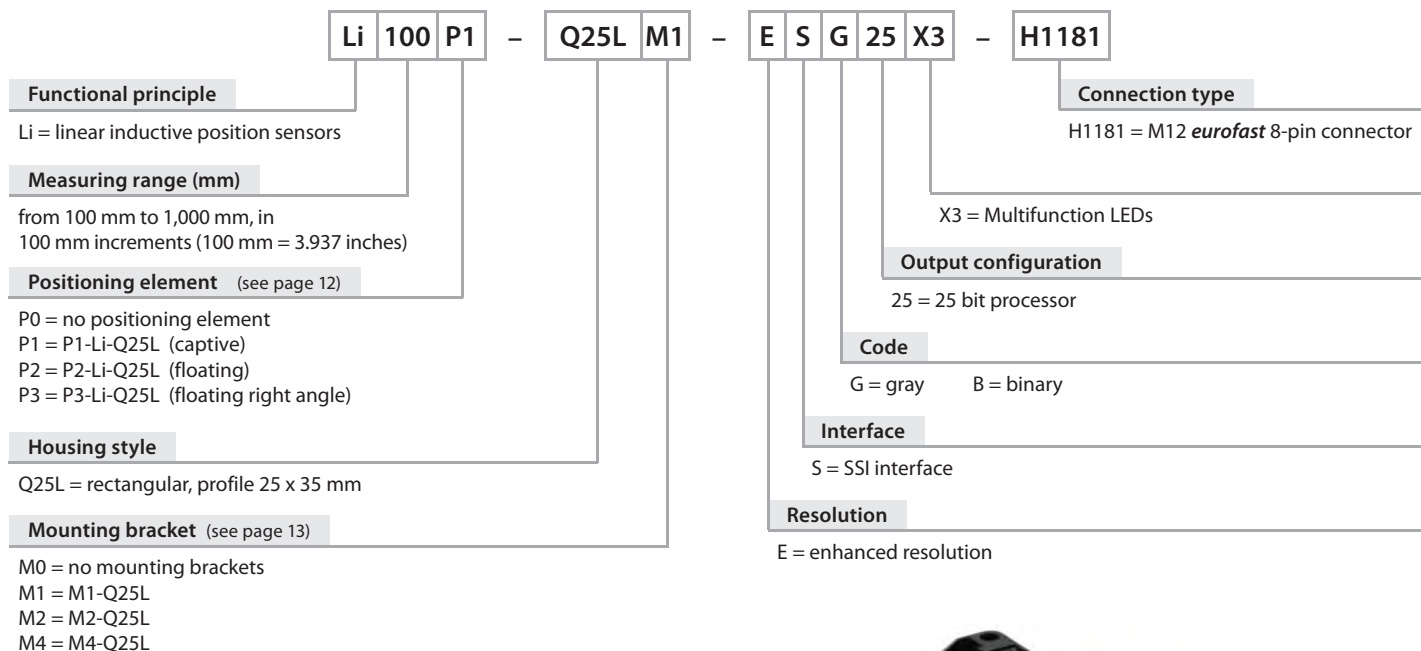 Li 100 P1 – Q25L M1 – E S G 25 X3 – H1181
Functional principle
Li = linear inductive position sensors
Measuring range (mm)
from 100 mm to 1,000 mm, in
100 mm increments (100 mm = 3.937 inches)
Positioning element (see page 12)
P0 = no positioning element
P1 = P1-Li-Q25L (captive)
P2 = P2-Li-Q25L (floating)
P3 = P3-Li-Q25L (floating right angle)
Housing style
Q25L = rectangular, profile 25 x 35 mm
Mounting bracket (see page 13)
M0 = no mounting brackets
M1 = M1-Q25L
M2 = M2-Q25L
M4 = M4-Q25L
Connection type
H1181 = M12 eurofast 8-pin connector
X3 = Multifunction LEDs
Output configuration
25 = 25 bit processor
Code
G = gray B = binary
Interface
S = SSI interface
Resolution
E = enhanced resolution